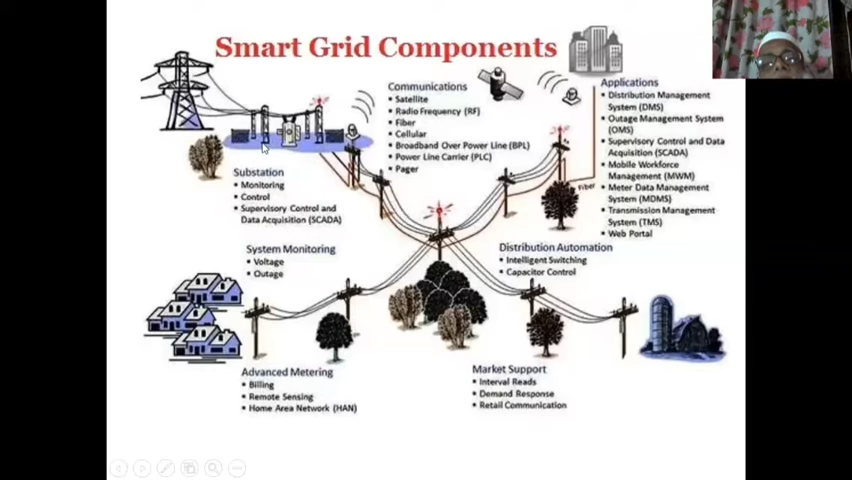 Smart Grid Components
Communications
▪ Satellite
▪ Radio Frequency (RF)
▪ Fiber
▪ Cellular
▪ Broadband Over Power Line (BPL)
▪ Power Line Carrier (PLC)
▪ Pager
Applications
▪ Distribution Management
System (DMS)
▪ Outage Management System
(OMS)
▪ Supervisory Control and Data
Acquisition (SCADA)
▪ Mobile Workforce
Management (MWM)
▪ Meter Data Management
System (MDMS)
▪ Transmission Management
System (TMS)
▪ Web Portal
Fiber
Substation
▪ Monitoring
▪ Control
▪ Supervisory Control and
Data Acquisition (SCADA)
System Monitoring
▪ Voltage
▪ Outage
Distribution Automation
▪ Intelligent Switching
▪ Capacitor Control
Advanced Metering
▪ Billing
▪ Remote Sensing
▪ Home Area Network (HAN)
Market Support
▪ Interval Reads
▪ Demand Response
▪ Retail Communication